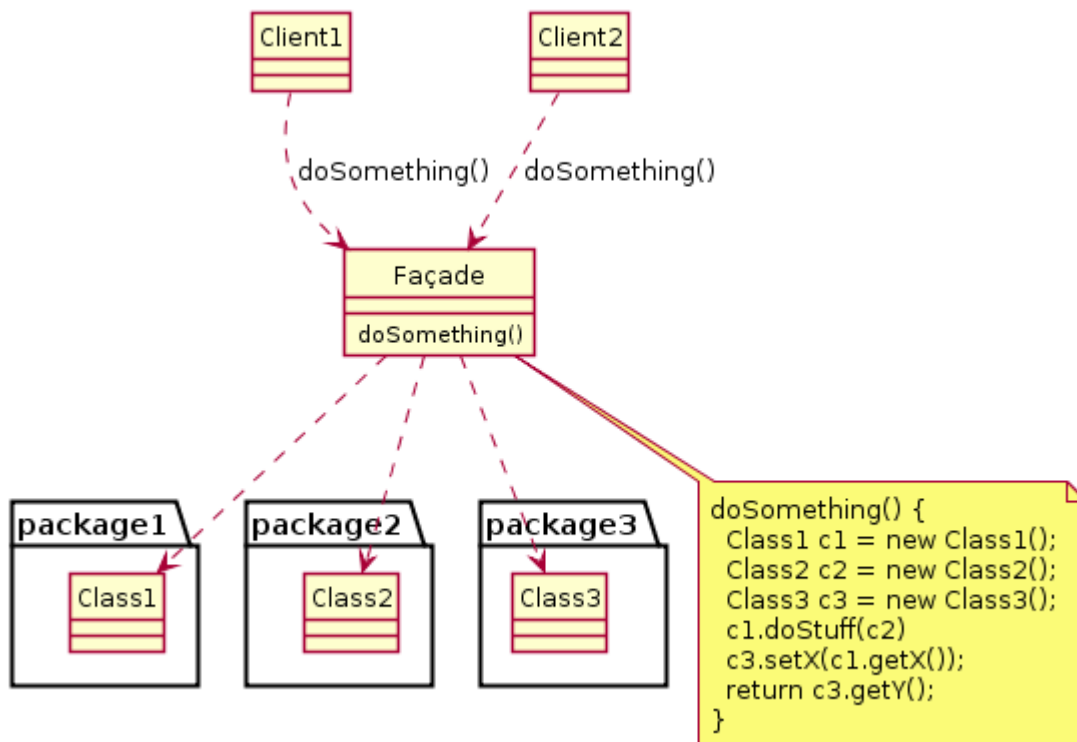 Client1
Client2
doSomething()
doSomething()
Façade
doSomething()
package1
package2
package3
Class1
Class2
Class3
doSomething() {
Class1 c1 = new Class1();
Class2 c2 = new Class2();
Class3 c3 = new Class3();
c1.doStuff(c2)
c3.setX(c1.getX());
return c3.getY();
}